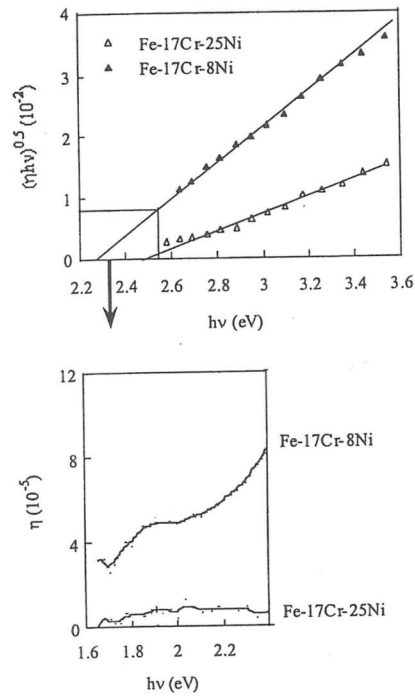 4
Fe-17Cr-25Ni
Fe-17Cr-8Ni
3
(ηhν)^0.5 (10^-2)
2
1
0
2.2 2.4 2.6 2.8 3 3.2 3.4 3.6
hν (eV)
12
Fe-17Cr-8Ni
8
η (10^-5)
4
Fe-17Cr-25Ni
0
1.6 1.8 2 2.2
hν (eV)